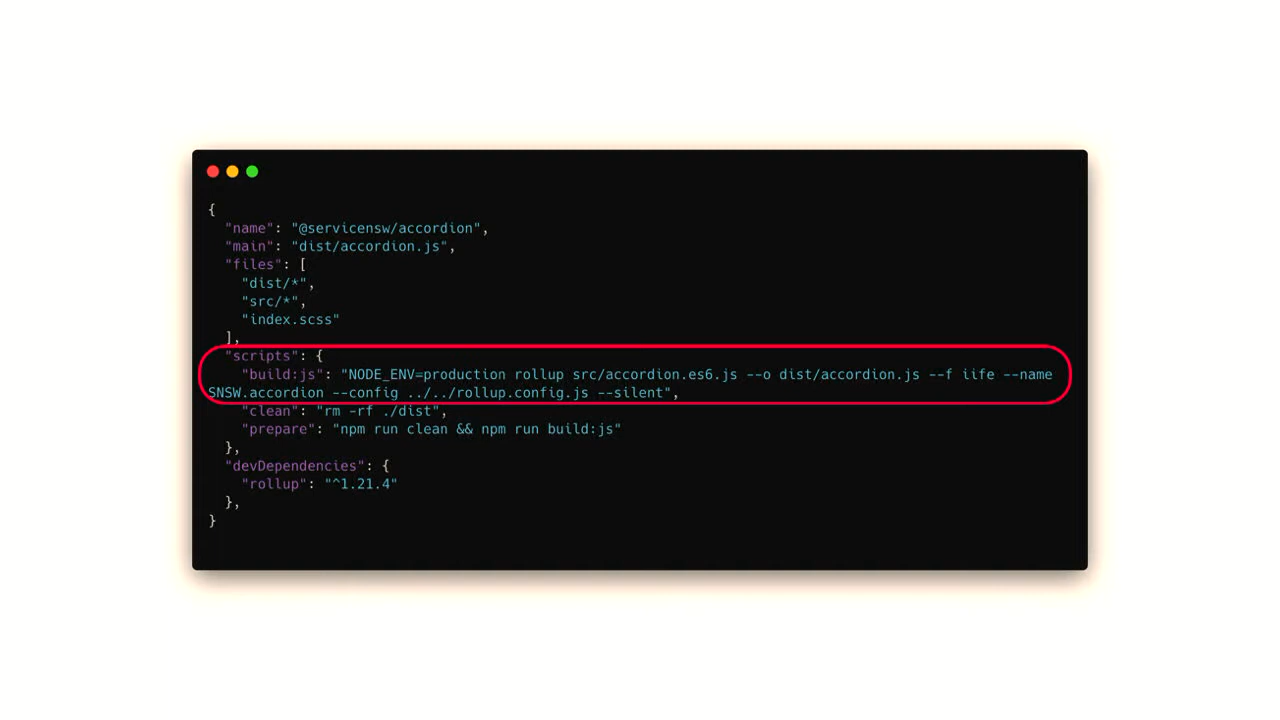 {
  "name": "@servicensw/accordion",
  "main": "dist/accordion.js",
  "files": [
    "dist/*",
    "src/*",
    "index.scss"
  ],
  "scripts": {
    "build:js": "NODE_ENV=production rollup src/accordion.es6.js --o dist/accordion.js --f iife --name
SNSW.accordion --config ../../rollup.config.js --silent",
    "clean": "rm -rf ./dist",
    "prepare": "npm run clean && npm run build:js"
  },
  "devDependencies": {
    "rollup": "^1.21.4"
  },
}